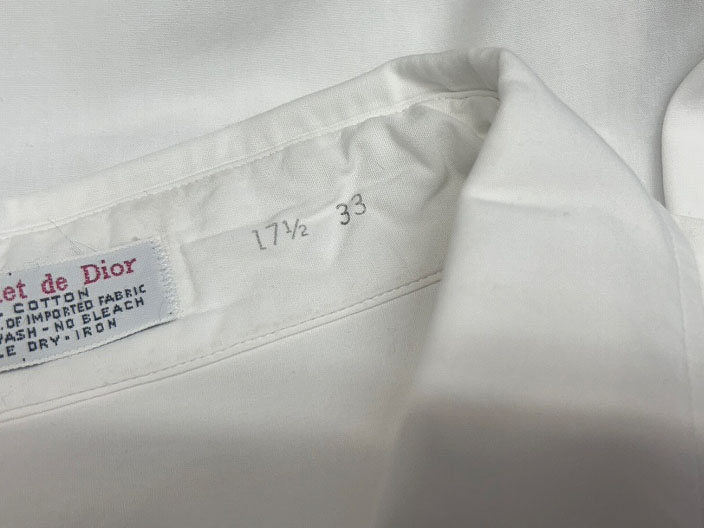 17½ 33
et de Dior
COTTON
OF IMPORTED FABRIC
WASH - NO BLEACH
DRY - IRON